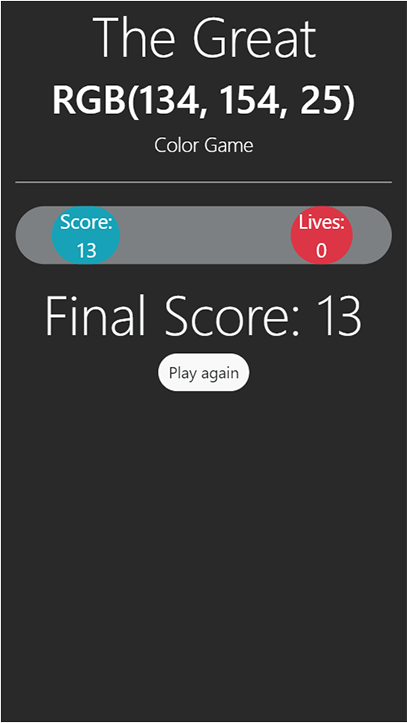 The Great
RGB(134, 154, 25)
Color Game
Score:
13
Lives:
0
Final Score: 13
Play again